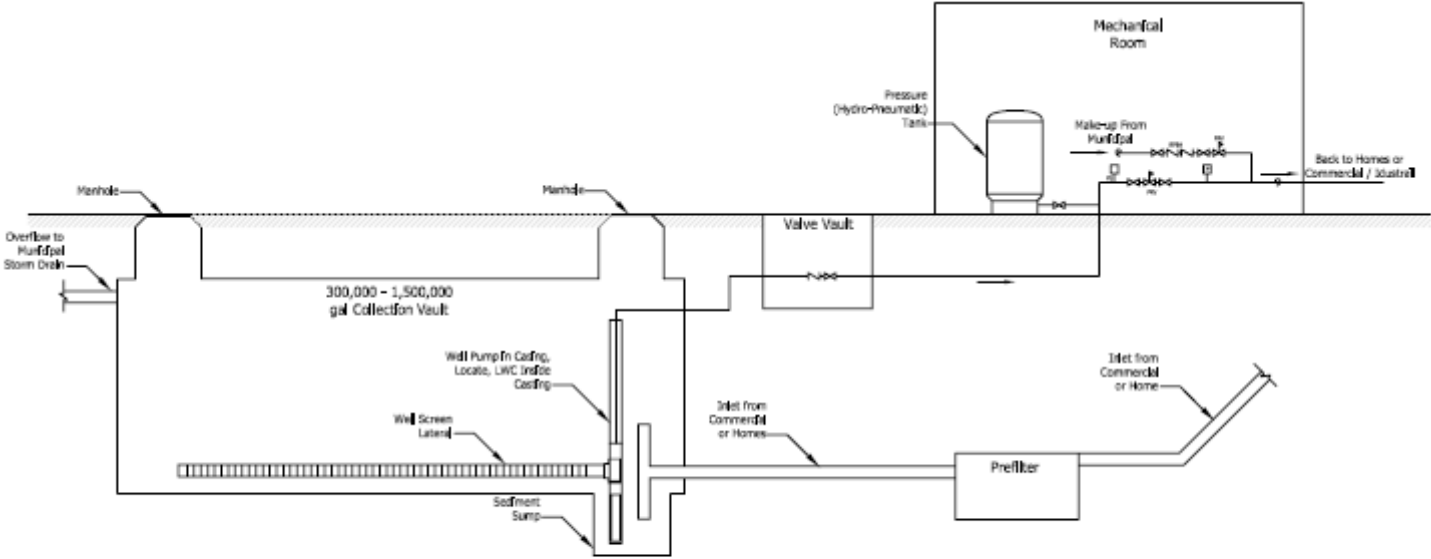 Mechanical
Room
Pressure
(Hydro-Pneumatic)
Tank
Make-up From
Municipal
Back to Homes or
Commercial / Idustrail
Manhole
Manhole
Overflow to
Municipal
Storm Drain
Valve Vault
300,000 – 1,500,000
gal Collection Vault
Well Pump in Casing,
Locate, LWC Inside
Casting
Inlet from
Commercial
or Home
Well Screen
Lateral
Inlet from
Commercial
or Homes
Prefilter
Sediment
Sump